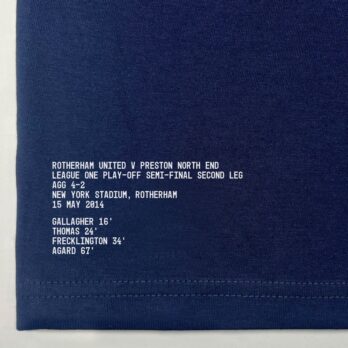 ROTHERHAM UNITED V PRESTON NORTH END
LEAGUE ONE PLAY-OFF SEMI-FINAL SECOND LEG
AGG 4-2
NEW YORK STADIUM, ROTHERHAM
15 MAY 2014
GALLAGHER 16'
THOMAS 24'
FRECKLINGTON 34'
AGARD 67'